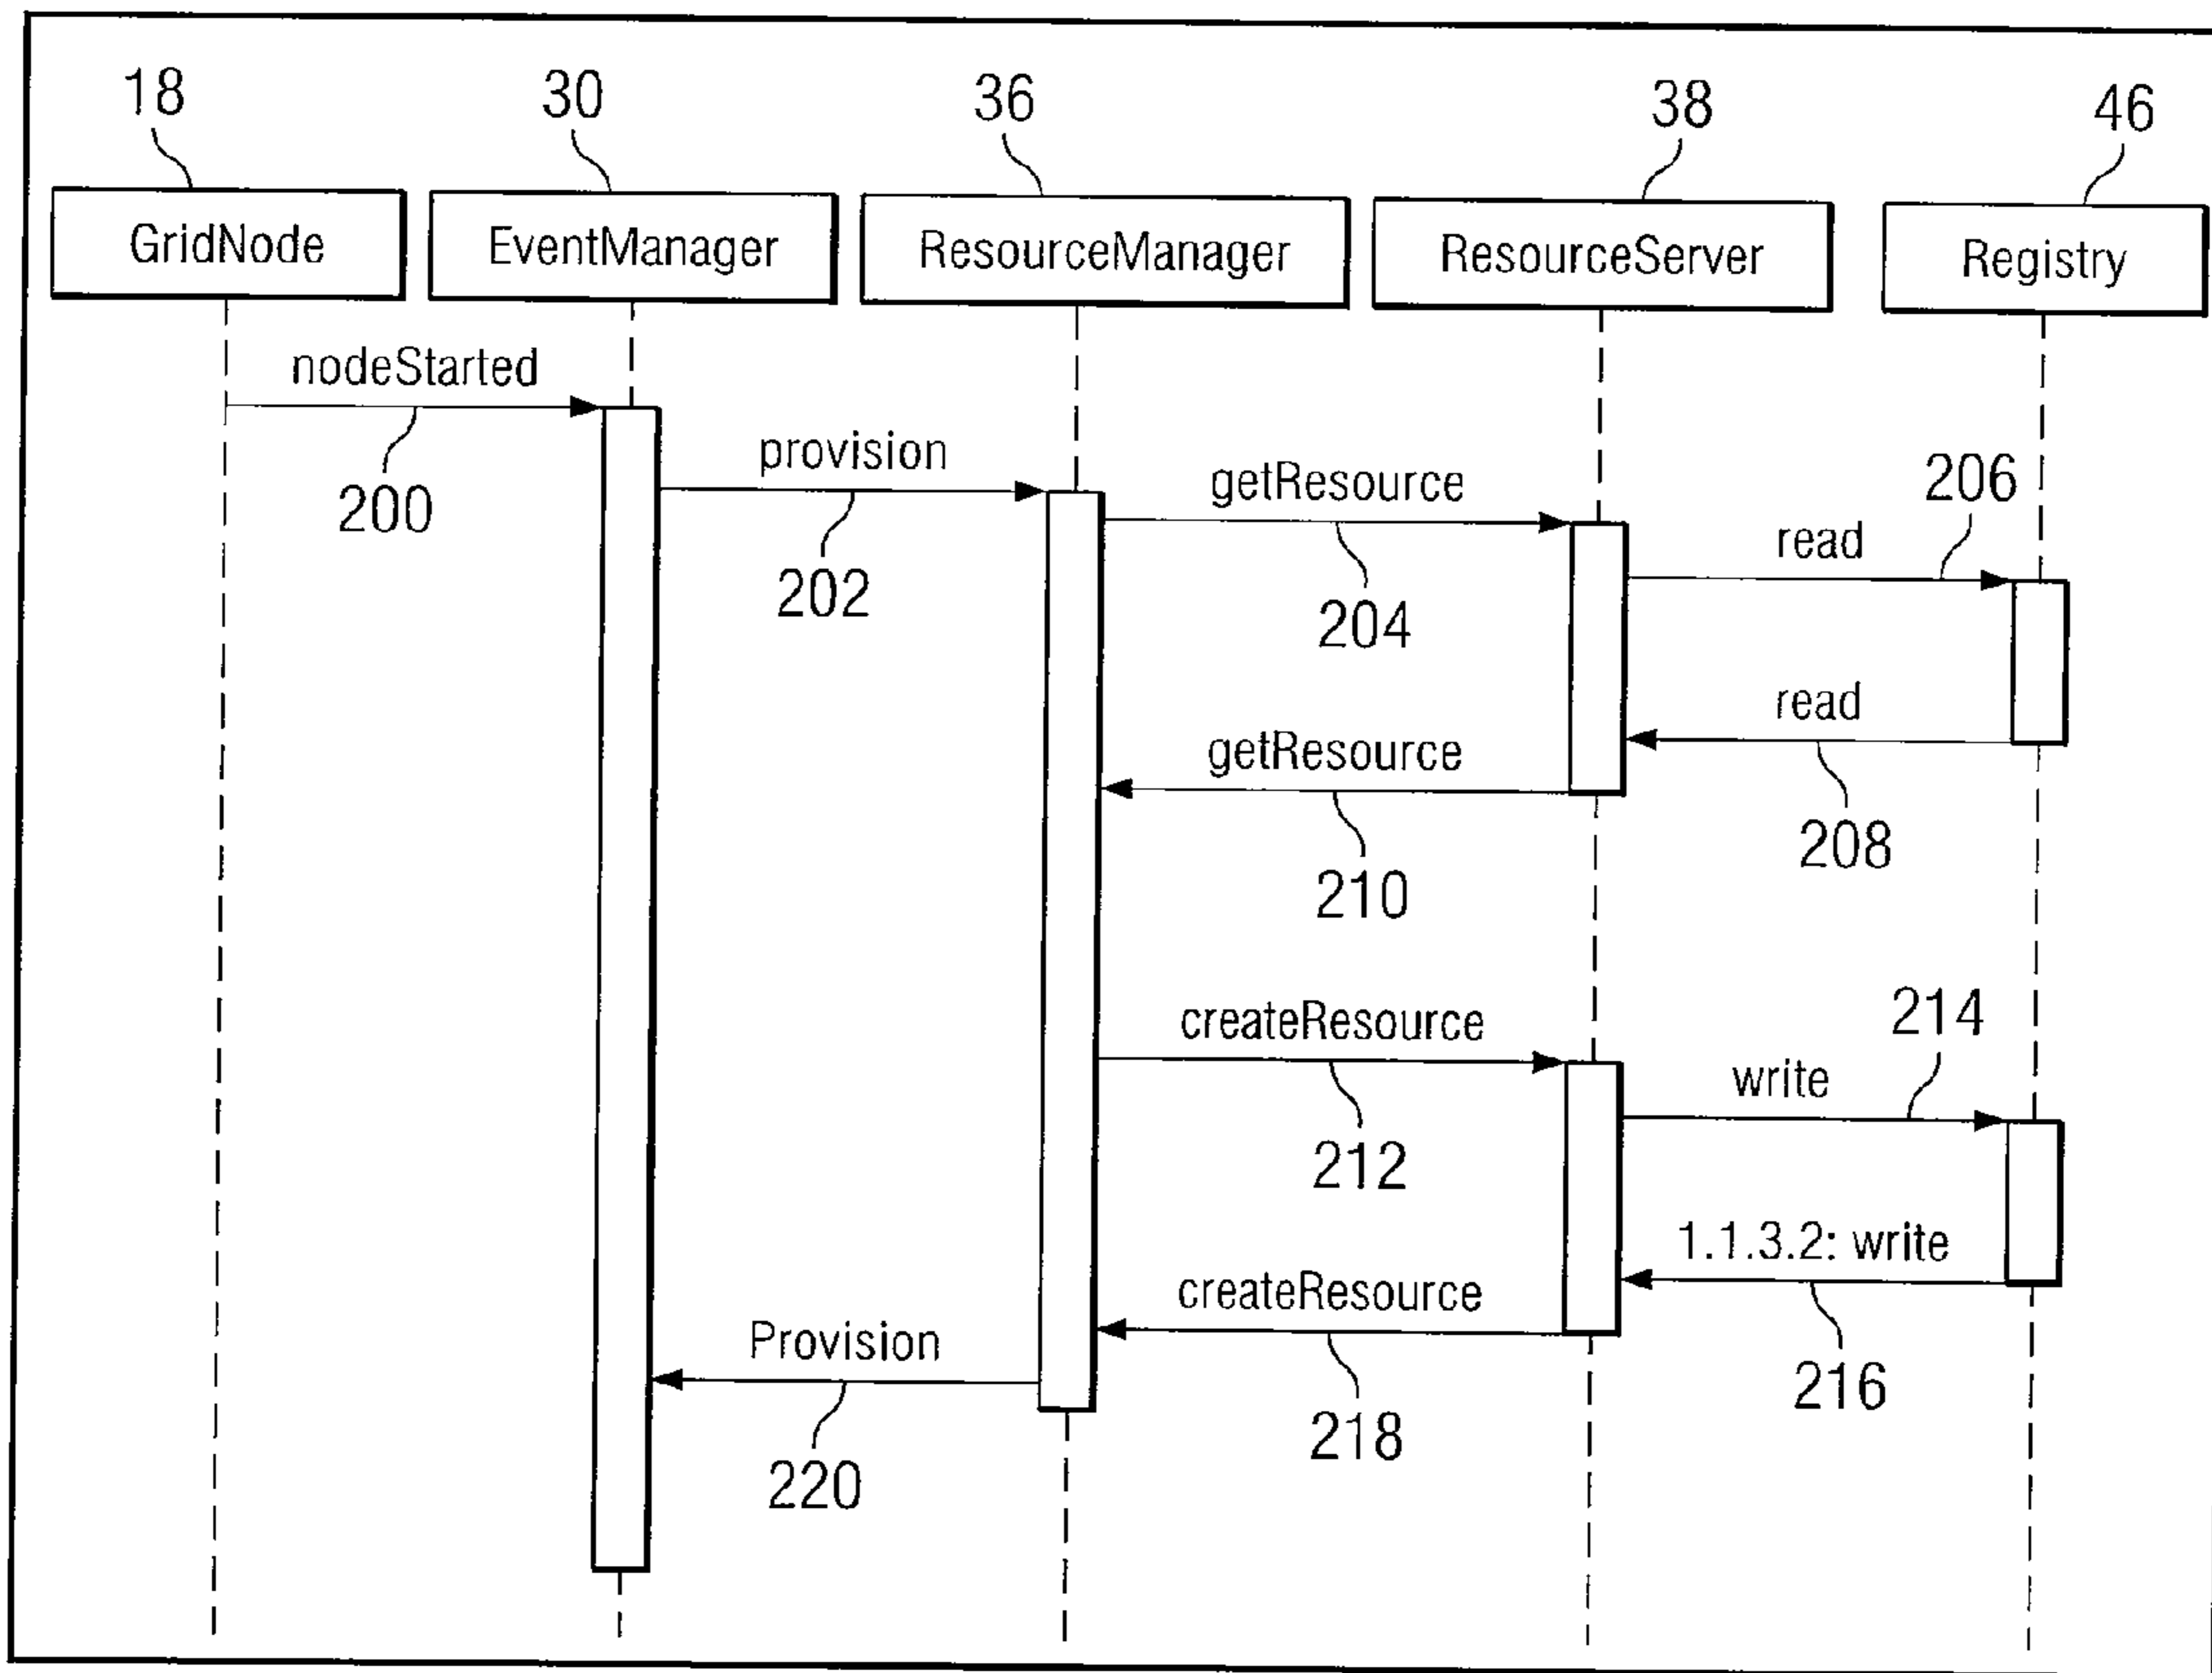 18
30
36
38
46
GridNode
EventManager
ResourceManager
ResourceServer
Registry
nodeStarted
200
provision
202
getResource
204
206
read
read
208
getResource
210
createResource
212
214
write
1.1.3.2: write
216
createResource
218
Provision
220